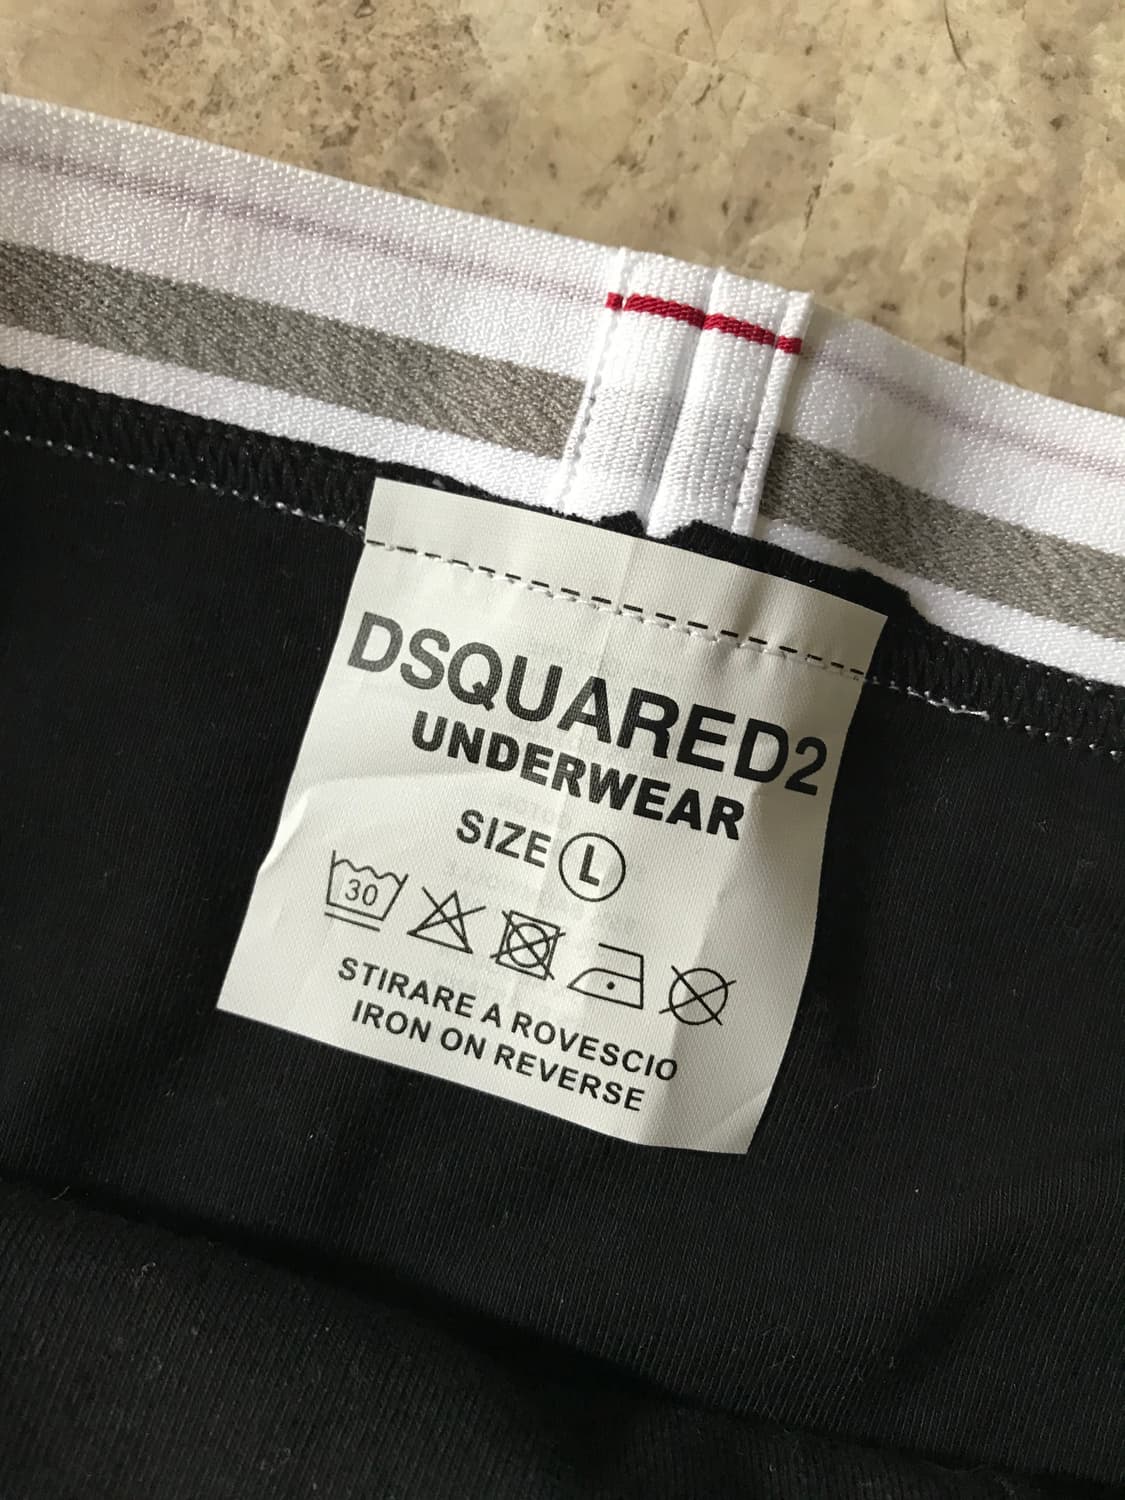 DSQUARED2
UNDERWEAR
SIZE L
30
STIRARE A ROVESCIO
IRON ON REVERSE